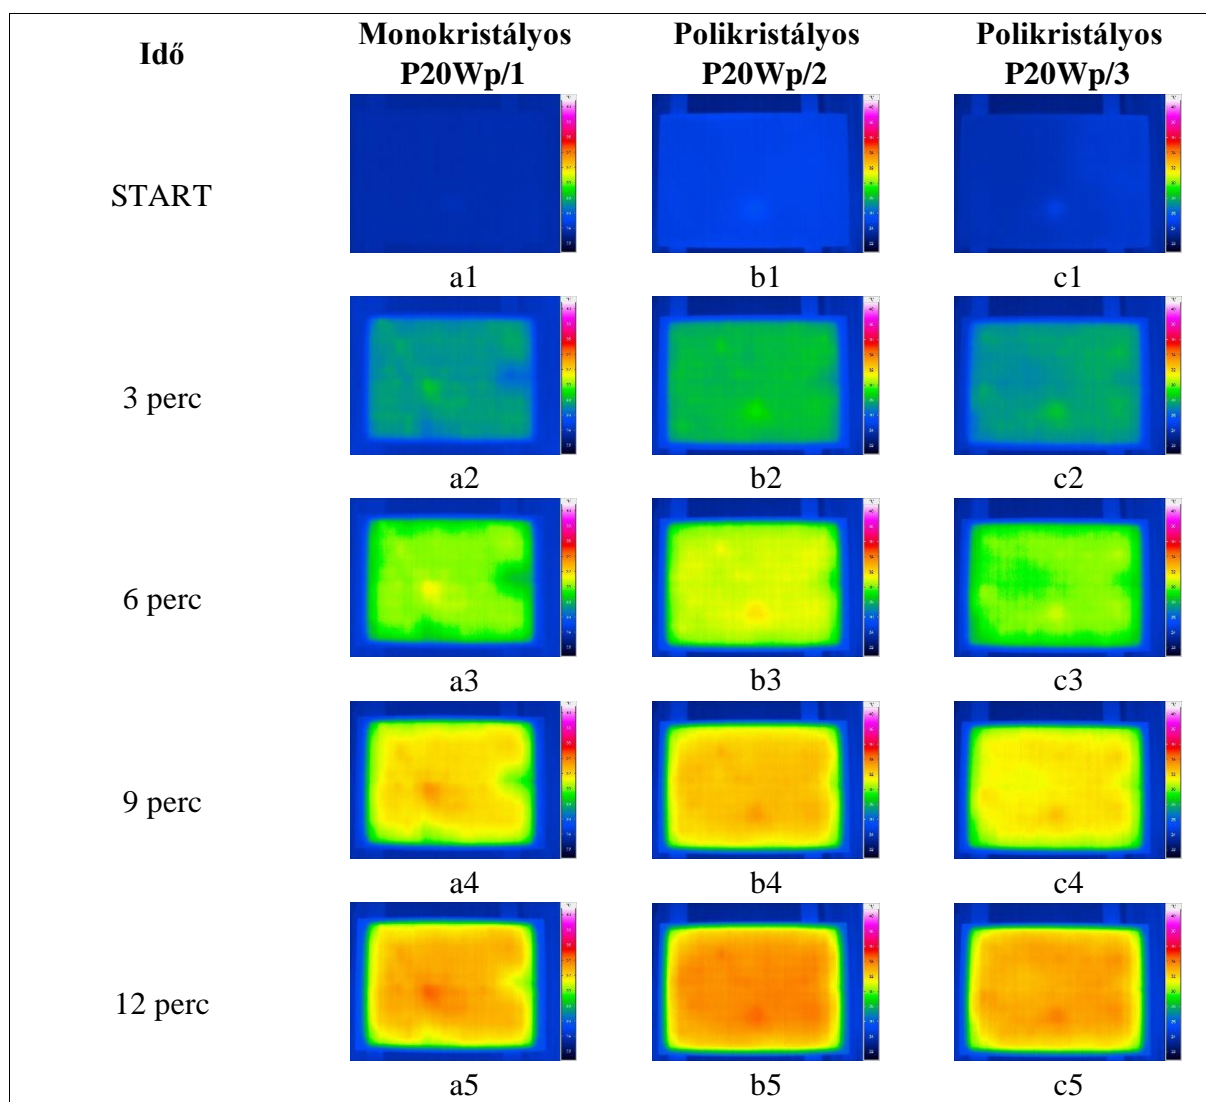 Idő
Monokristályos
P20Wp/1
Polikristályos
P20Wp/2
Polikristályos
P20Wp/3
START
a1
b1
c1
3 perc
a2
b2
c2
6 perc
a3
b3
c3
9 perc
a4
b4
c4
12 perc
a5
b5
c5